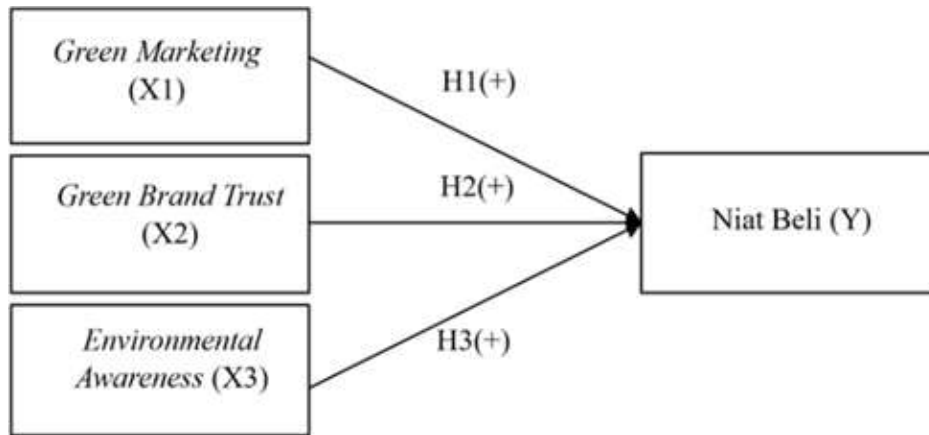 Green Marketing
(X1)
H1(+)
Green Brand Trust
(X2)
H2(+)
Niat Beli (Y)
Environmental
Awareness (X3)
H3(+)